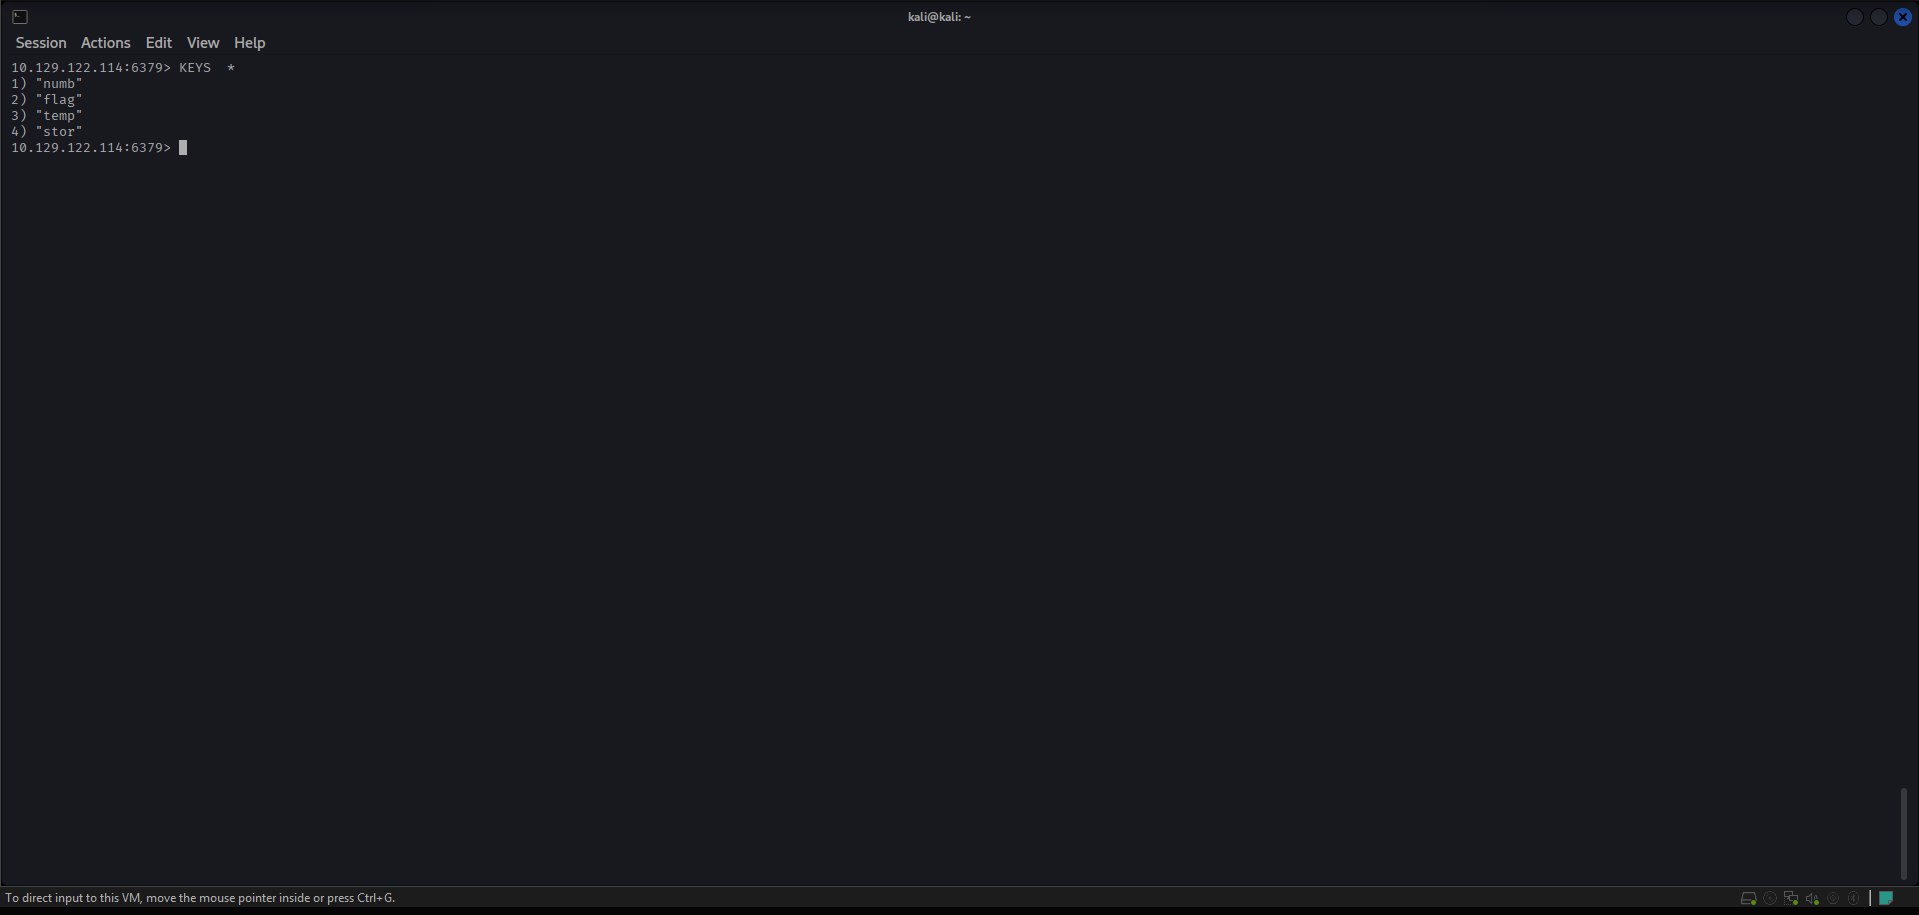 kali@kali: ~
Session Actions Edit View Help
10.129.122.114:6379> KEYS  *
1) "numb"
2) "flag"
3) "temp"
4) "stor"
10.129.122.114:6379>
To direct input to this VM, move the mouse pointer inside or press Ctrl+G.